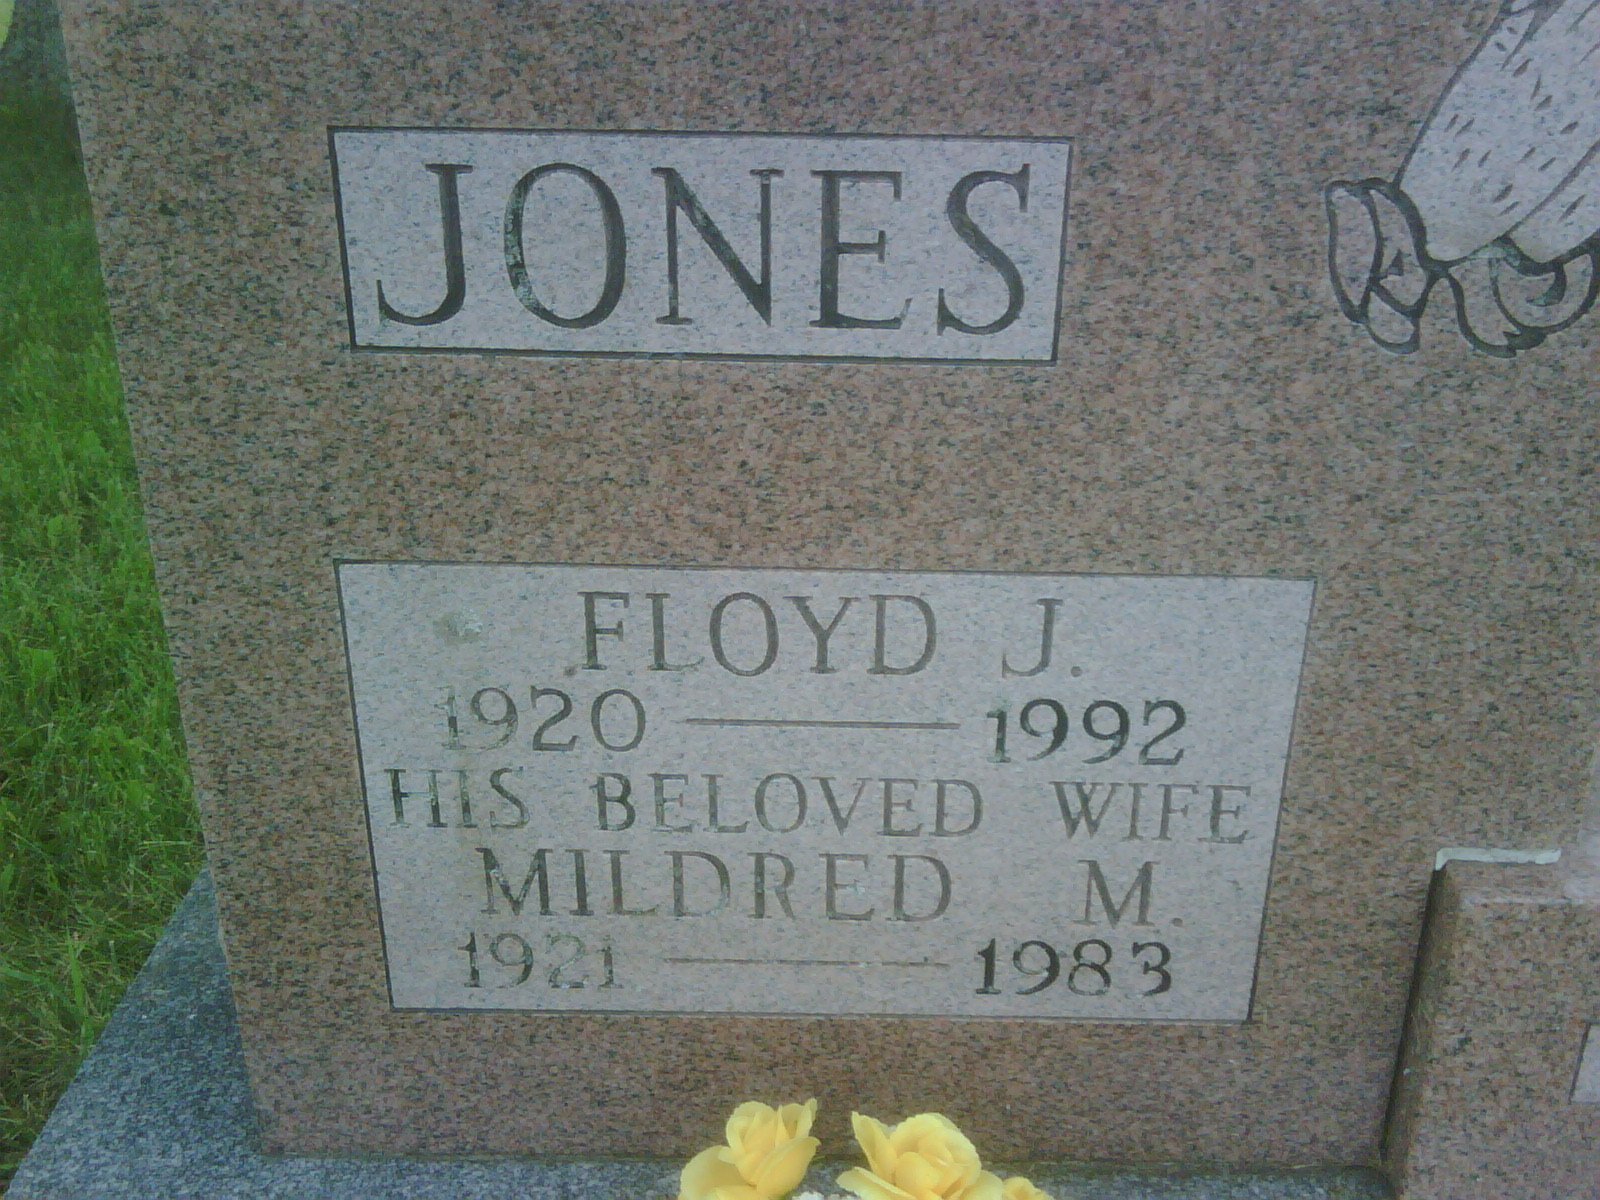 JONES
FLOYD J.
1920 — 1992
HIS BELOVED WIFE
MILDRED M.
1921 — 1983